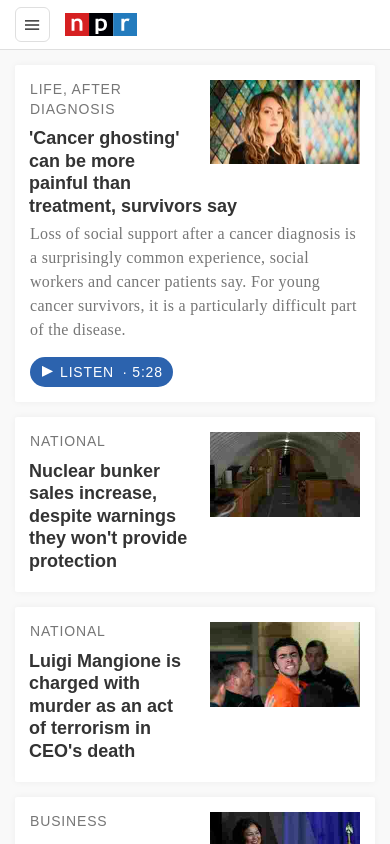 npr
LIFE, AFTER
DIAGNOSIS
'Cancer ghosting'
can be more
painful than
treatment, survivors say
Loss of social support after a cancer diagnosis is
a surprisingly common experience, social
workers and cancer patients say. For young
cancer survivors, it is a particularly difficult part
of the disease.
LISTEN · 5:28
NATIONAL
Nuclear bunker
sales increase,
despite warnings
they won't provide
protection
NATIONAL
Luigi Mangione is
charged with
murder as an act
of terrorism in
CEO's death
BUSINESS